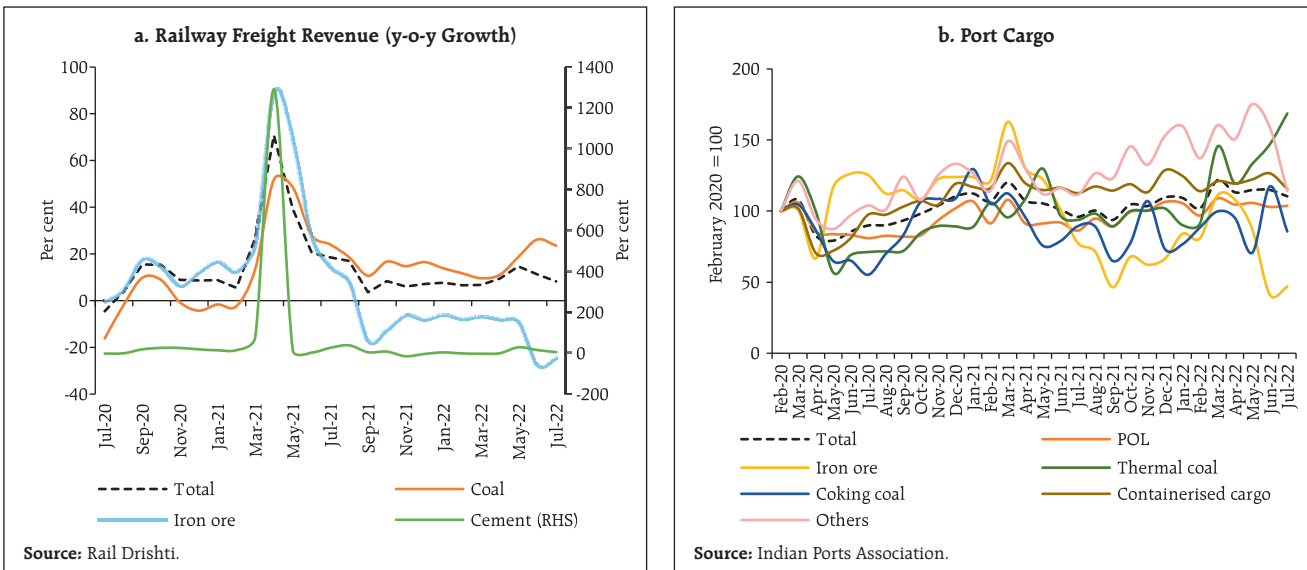 a. Railway Freight Revenue (y-o-y Growth)
100
80
60
40
20
0
-20
-40
Per cent
1400
1200
1000
800
600
400
200
0
-200
Per cent
Jul-20
Sep-20
Nov-20
Jan-21
Mar-21
May-21
Jul-21
Sep-21
Nov-21
Jan-22
Mar-22
May-22
Jul-22
Total
Coal
Iron ore
Cement (RHS)
Source: Rail Drishti.
b. Port Cargo
200
150
100
50
0
February 2020 = 100
Feb-20
Mar-20
Apr-20
May-20
Jun-20
Jul-20
Aug-20
Sep-20
Oct-20
Nov-20
Dec-20
Jan-21
Feb-21
Mar-21
Apr-21
May-21
Jun-21
Jul-21
Aug-21
Sep-21
Oct-21
Nov-21
Dec-21
Jan-22
Feb-22
Mar-22
Apr-22
May-22
Jun-22
Jul-22
Total
POL
Iron ore
Thermal coal
Coking coal
Containerised cargo
Others
Source: Indian Ports Association.